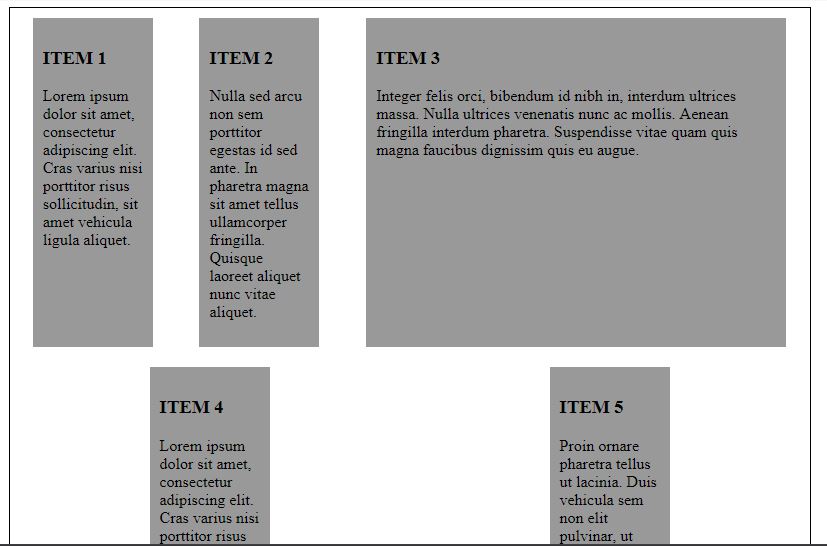 ITEM 1
Lorem ipsum
dolor sit amet,
consectetur
adipiscing elit.
Cras varius nisi
porttitor risus
sollicitudin, sit
amet vehicula
ligula aliquet.
ITEM 2
Nulla sed arcu
non sem
porttitor
egestas id sed
ante. In
pharetra magna
sit amet tellus
ullamcorper
fringilla.
Quisque
laoreet aliquet
nunc vitae
aliquet.
ITEM 3
Integer felis orci, bibendum id nibh in, interdum ultrices
massa. Nulla ultrices venenatis nunc ac mollis. Aenean
fringilla interdum pharetra. Suspendisse vitae quam quis
magna faucibus dignissim quis eu augue.
ITEM 4
Lorem ipsum
dolor sit amet,
consectetur
adipiscing elit.
Cras varius nisi
porttitor risus
ITEM 5
Proin ornare
pharetra tellus
ut lacinia. Duis
vehicula sem
non elit
pulvinar, ut